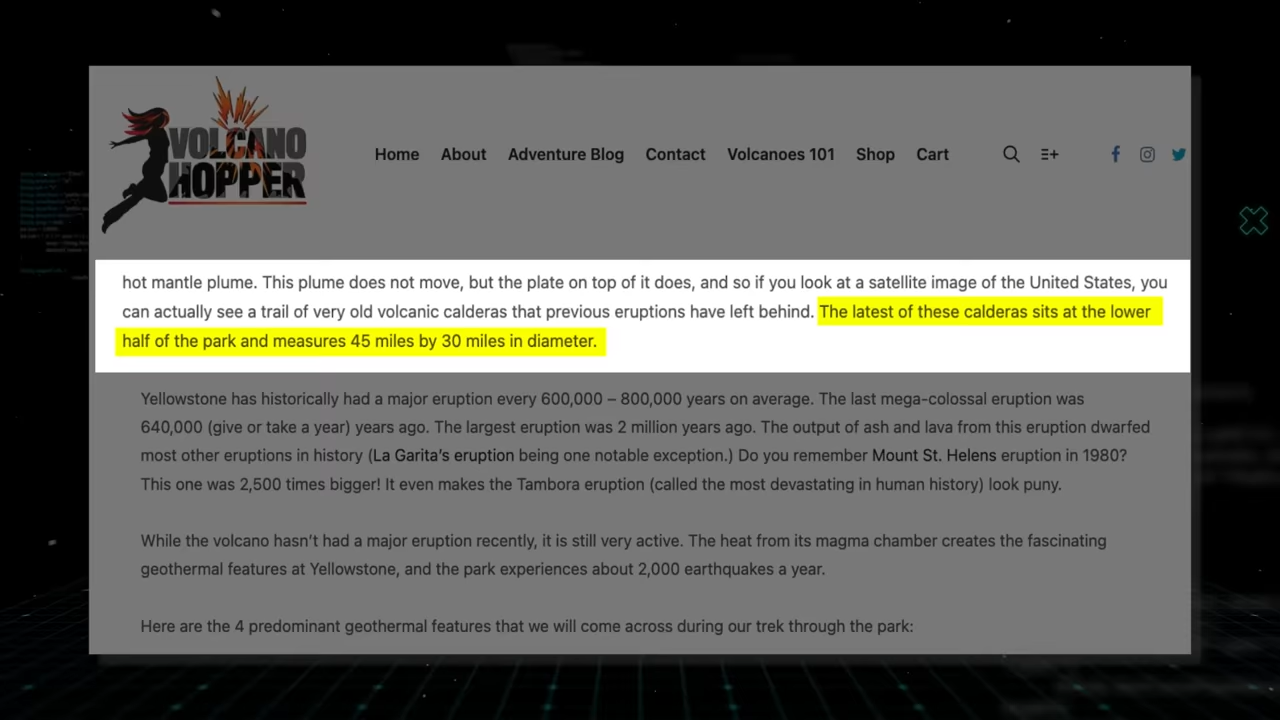 VOLCANO
HOPPER
Home About Adventure Blog Contact Volcanoes 101 Shop Cart
hot mantle plume. This plume does not move, but the plate on top of it does, and so if you look at a satellite image of the United States, you
can actually see a trail of very old volcanic calderas that previous eruptions have left behind. The latest of these calderas sits at the lower
half of the park and measures 45 miles by 30 miles in diameter.
Yellowstone has historically had a major eruption every 600,000 – 800,000 years on average. The last mega-colossal eruption was
640,000 (give or take a year) years ago. The largest eruption was 2 million years ago. The output of ash and lava from this eruption dwarfed
most other eruptions in history (La Garita’s eruption being one notable exception.) Do you remember Mount St. Helens eruption in 1980?
This one was 2,500 times bigger! It even makes the Tambora eruption (called the most devastating in human history) look puny.
While the volcano hasn’t had a major eruption recently, it is still very active. The heat from its magma chamber creates the fascinating
geothermal features at Yellowstone, and the park experiences about 2,000 earthquakes a year.
Here are the 4 predominant geothermal features that we will come across during our trek through the park: